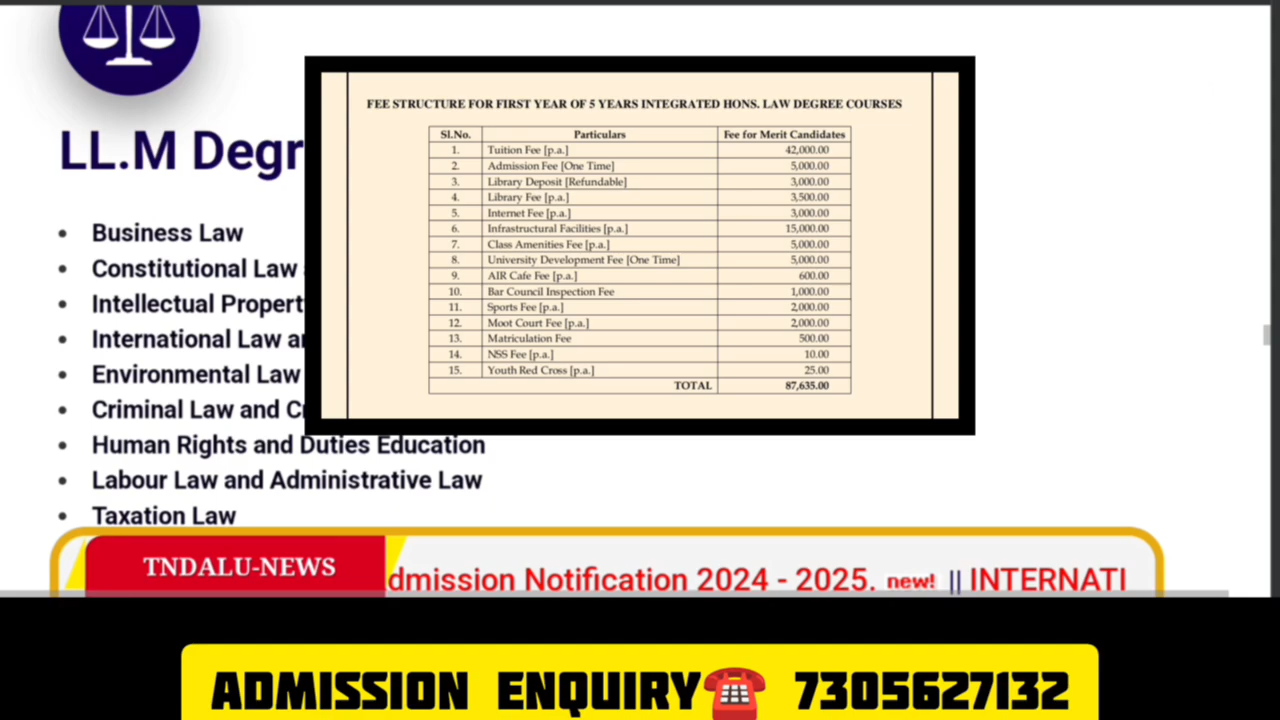 LL.M Degr
Business Law
Constitutional Law
Intellectual Propert
International Law a
Environmental Law
Criminal Law and C
Human Rights and Duties Education
Labour Law and Administrative Law
Taxation Law
FEE STRUCTURE FOR FIRST YEAR OF 5 YEARS INTEGRATED HONS. LAW DEGREE COURSES
Sl.No. Particulars Fee for Merit Candidates
1. Tuition Fee [p.a.] 42,000.00
2. Admission Fee [One Time] 5,000.00
3. Library Deposit [Refundable] 3,000.00
4. Library Fee [p.a.] 3,500.00
5. Internet Fee [p.a.] 3,000.00
6. Infrastructural Facilities [p.a.] 15,000.00
7. Class Amenities Fee [p.a.] 5,000.00
8. University Development Fee [One Time] 5,000.00
9. AIR Cafe Fee [p.a.] 600.00
10. Bar Council Inspection Fee 1,000.00
11. Sports Fee [p.a.] 2,000.00
12. Moot Court Fee [p.a.] 2,000.00
13. Matriculation Fee 500.00
14. NSS Fee [p.a.] 10.00
15. Youth Red Cross [p.a.] 25.00
TOTAL 87,635.00
TNDALU-NEWS dmission Notification 2024 - 2025. new! || INTERNATI
ADMISSION ENQUIRY☎️ 7305627132